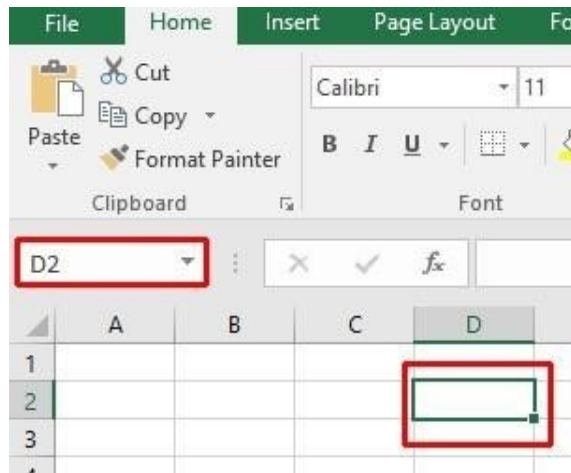 File Home Insert Page Layout
Cut
Calibri 11
Copy
Paste
B I U
Format Painter
Clipboard Font
D2 fx
A B C D
1
2
3